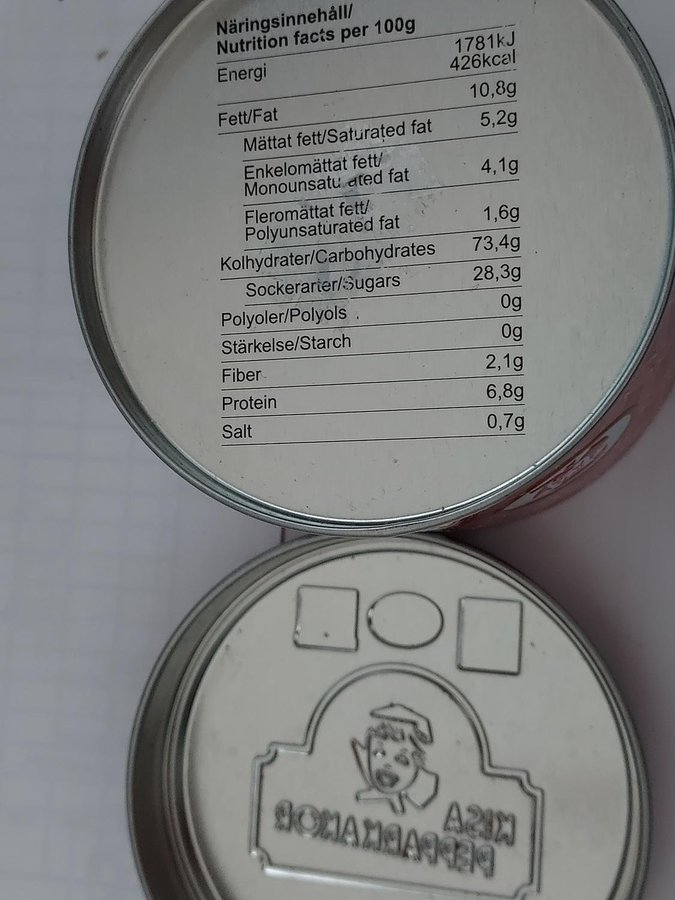 Näringsinnehåll/
Nutrition facts per 100g
Energi 1781kJ
426kcal
Fett/Fat 10,8g
Mättat fett/Saturated fat 5,2g
Enkelomättat fett/
Monounsaturated fat 4,1g
Fleromättat fett/
Polyunsaturated fat 1,6g
Kolhydrater/Carbohydrates 73,4g
Sockerarter/Sugars 28,3g
Polyoler/Polyols 0g
Stärkelse/Starch 0g
Fiber 2,1g
Protein 6,8g
Salt 0,7g
KISA
PEPPARKAKOR